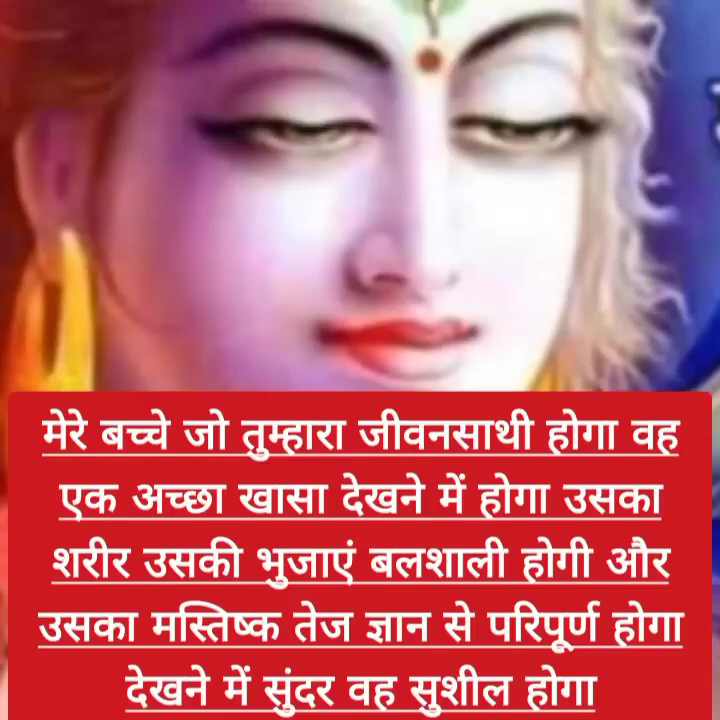 मेरे बच्चे जो तुम्हारा जीवनसाथी होगा वह
एक अच्छा खासा देखने में होगा उसका
शरीर उसकी भुजाएं बलशाली होगी और
उसका मस्तिष्क तेज ज्ञान से परिपूर्ण होगा
देखने में सुंदर वह सुशील होगा